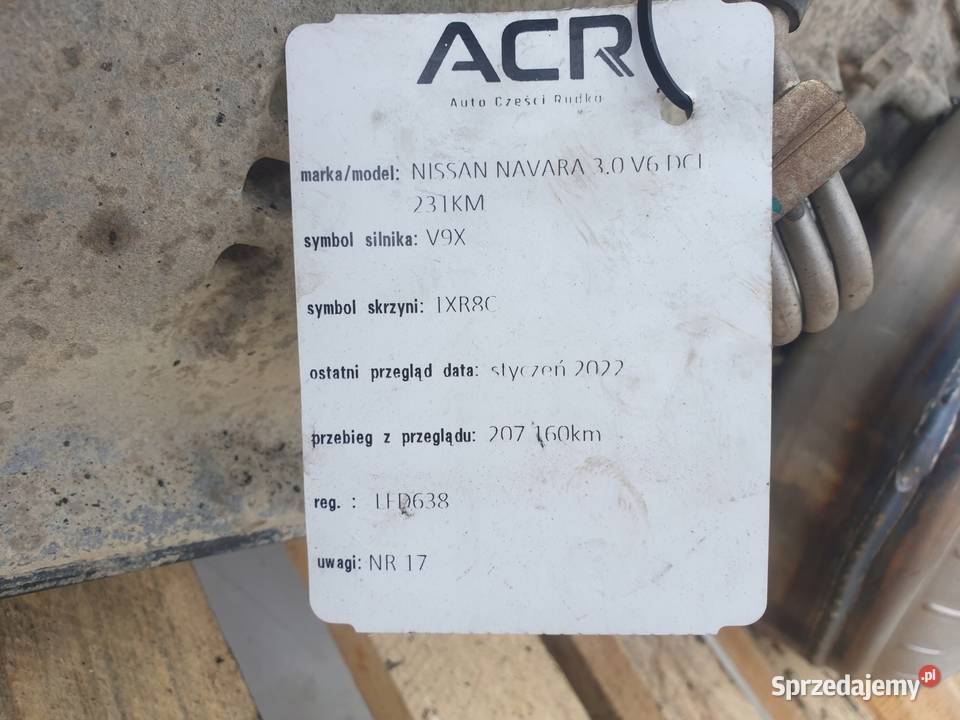 ACR
Auto Części Rudka
marka/model: NISSAN NAVARA 3.0 V6 DCI
231KM
symbol silnika: V9X
symbol skrzyni: 1XR8C
ostatni przegląd data: styczeń 2022
przebieg z przeglądu: 207 160km
reg. : LFD638
uwagi: NR 17
Sprzedajemy.pl